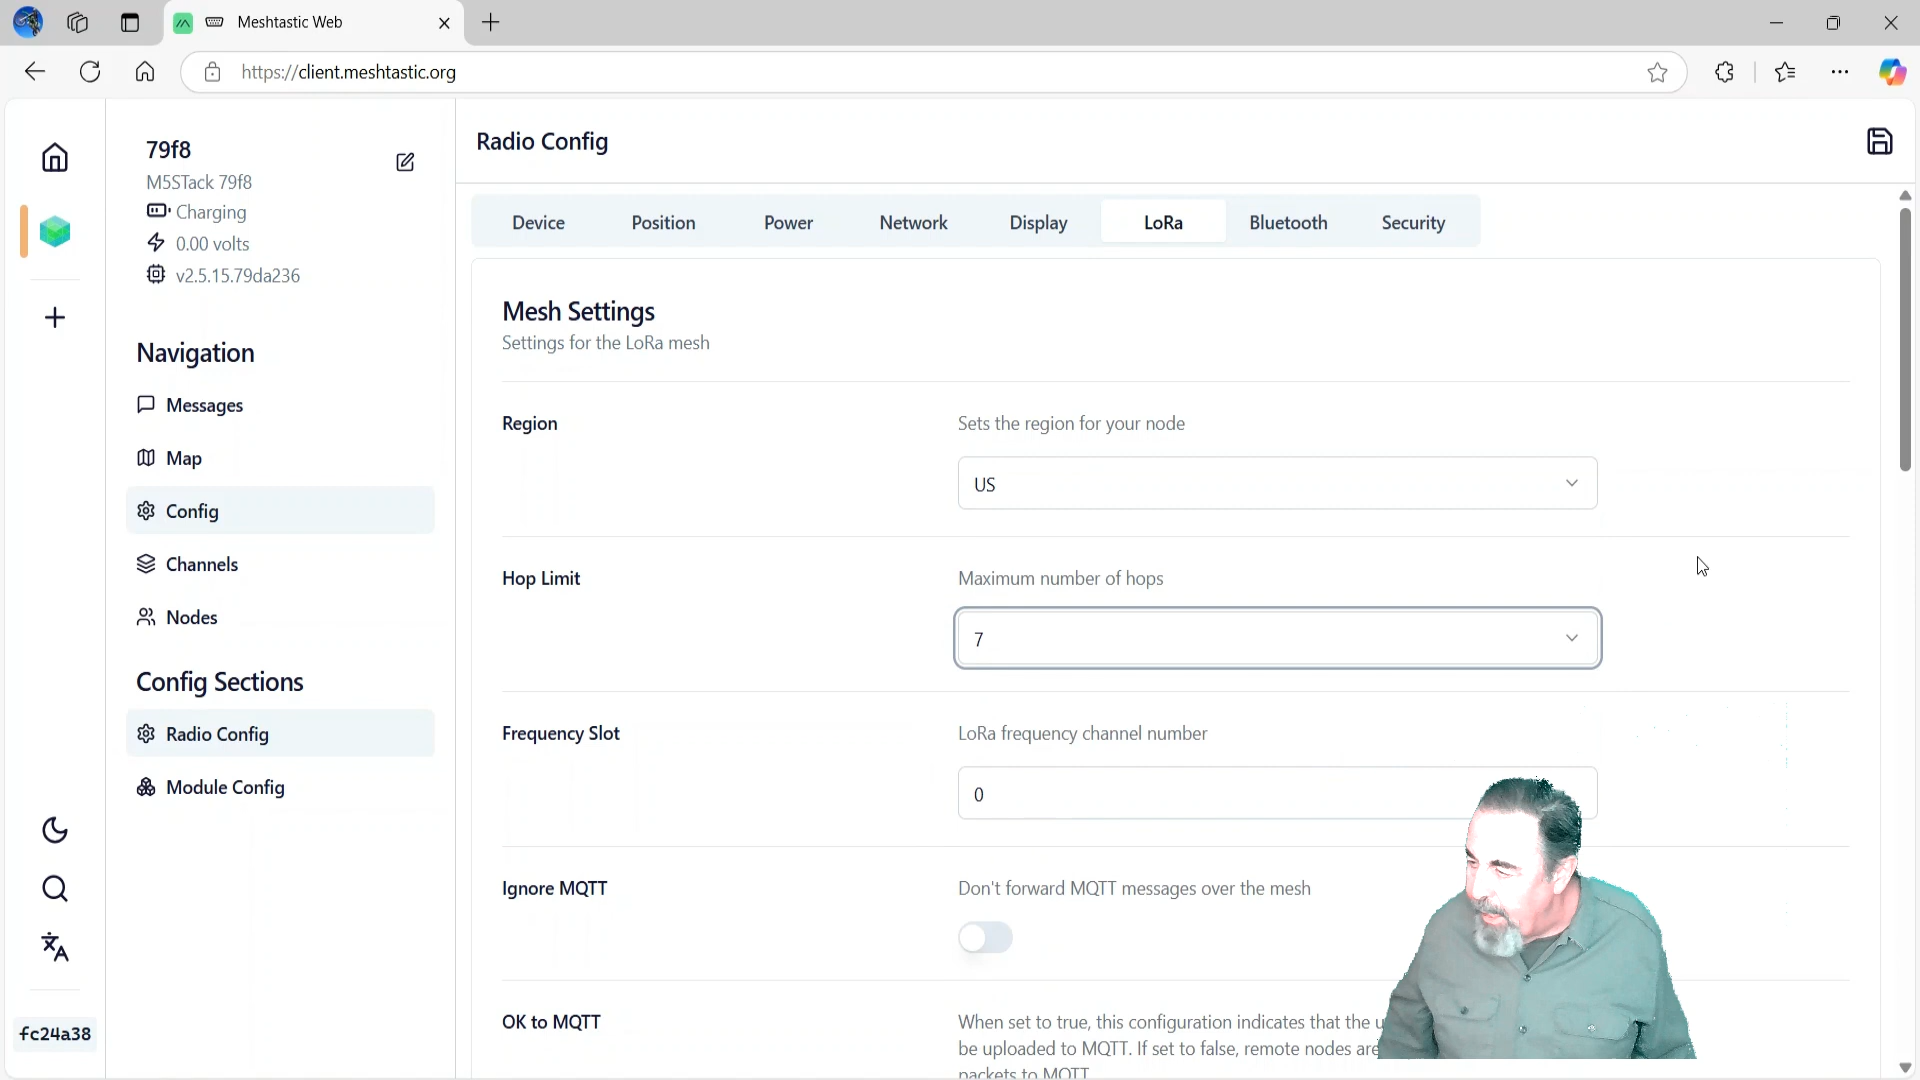 Meshtastic Web
https://client.meshtastic.org
79f8
M5STack 79f8
Charging
0.00 volts
v2.5.15.79da236
Navigation
Messages
Map
Config
Channels
Nodes
Config Sections
Radio Config
Module Config
fc24a38
Radio Config
Device Position Power Network Display LoRa Bluetooth Security
Mesh Settings
Settings for the LoRa mesh
Region
Sets the region for your node
US
Hop Limit
Maximum number of hops
7
Frequency Slot
LoRa frequency channel number
0
Ignore MQTT
Don't forward MQTT messages over the mesh
OK to MQTT
When set to true, this configuration indicates that the
be uploaded to MQTT. If set to false, remote nodes are
packets to MQTT